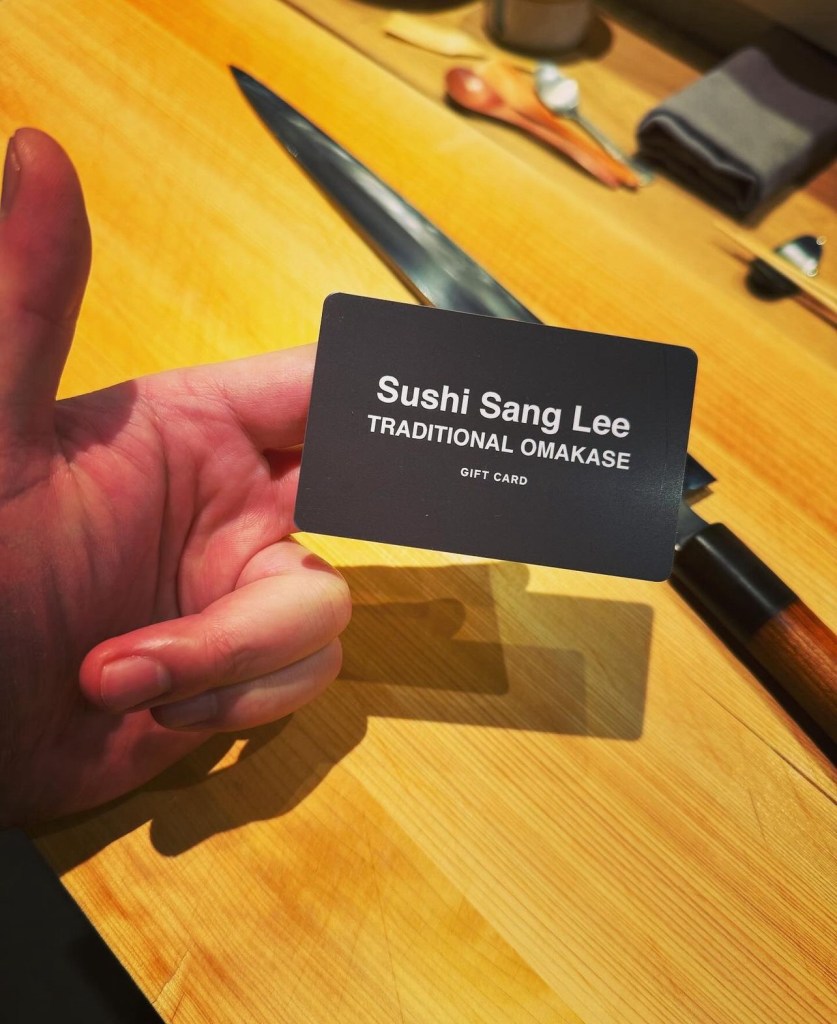 Sushi Sang Lee
TRADITIONAL OMAKASE
GIFT CARD